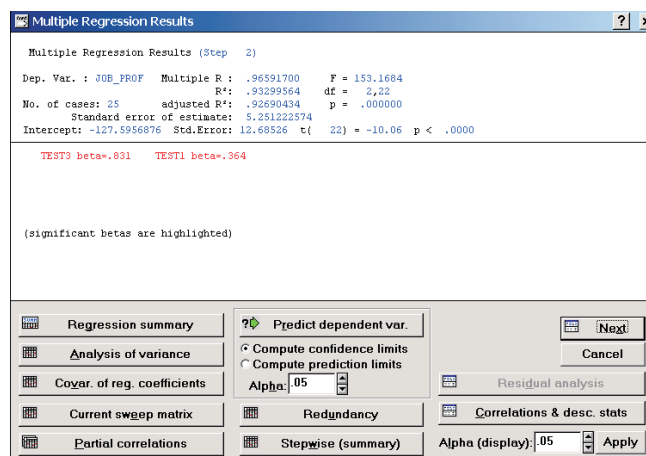 Multiple Regression Results
Multiple Regression Results (Step 2)
Dep. Var. : JOB_PROF Multiple R : .96591700 F = 153.1684
R²: .93299564 df = 2,22
No. of cases: 25 adjusted R²: .92690434 p = .000000
Standard error of estimate: 5.251222574
Intercept: -127.5956876 Std.Error: 12.68526 t( 22) = -10.06 p < .0000
TEST3 beta=.831 TEST1 beta=.364
(significant betas are highlighted)
Regression summary
Analysis of variance
Covar. of reg. coefficients
Current sweep matrix
Partial correlations
Predict dependent var.
Compute confidence limits
Compute prediction limits
Alpha: .05
Redundancy
Stepwise (summary)
Next
Cancel
Residual analysis
Correlations & desc. stats
Alpha (display): .05 Apply